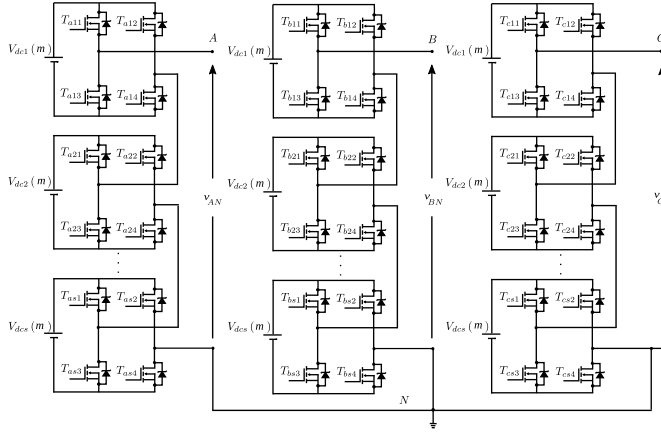 T_{a11} T_{a12} A T_{b11} T_{b12} B T_{c11} T_{c12}
V_{dc1}(m) V_{dc1}(m) V_{dc1}(m)
T_{a13} T_{a14} T_{b13} T_{b14} T_{c13} T_{c14}
T_{a21} T_{a22} T_{b21} T_{b22} T_{c21} T_{c22}
V_{dc2}(m) v_{AN} V_{dc2}(m) v_{BN} V_{dc2}(m)
T_{a23} T_{a24} T_{b23} T_{b24} T_{c23} T_{c24}
T_{as1} T_{as2} T_{bs1} T_{bs2} T_{cs1} T_{cs2}
V_{dcs}(m) V_{dcs}(m) V_{dcs}(m)
T_{as3} T_{as4} T_{bs3} T_{bs4} T_{cs3} T_{cs4}
N